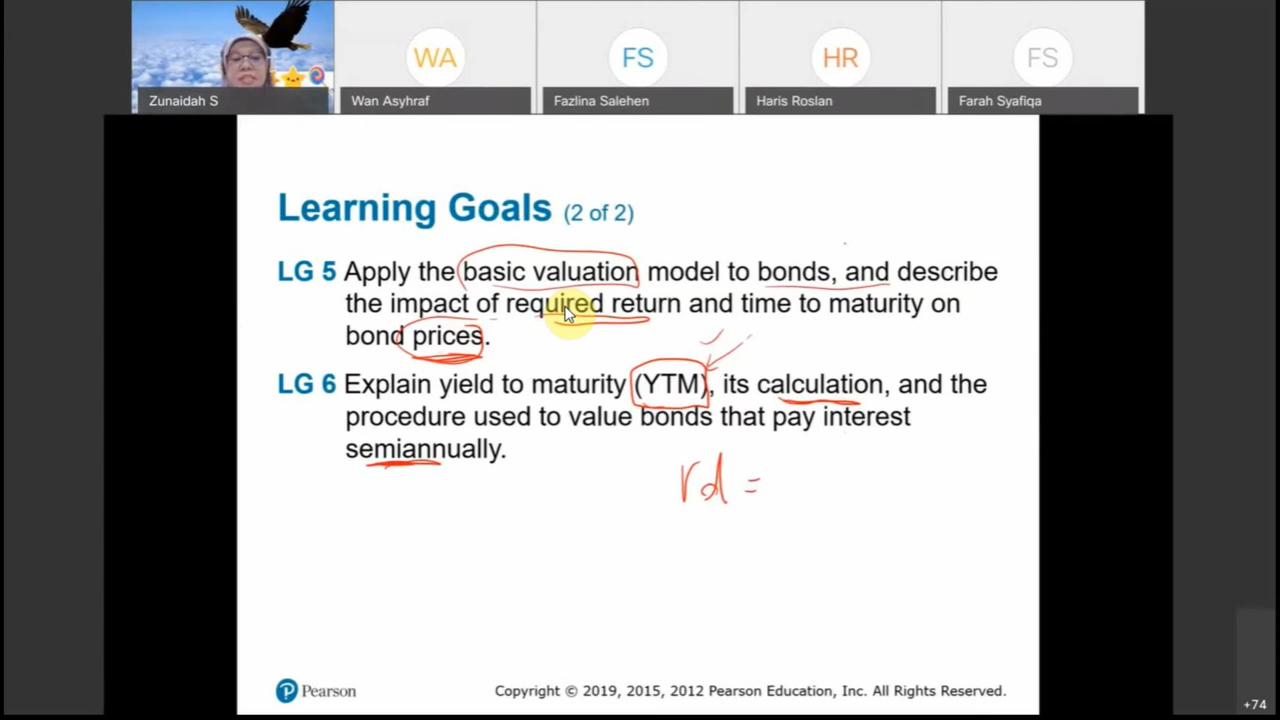 WA
FS
HR
FS
Zunaidah S
Wan Asyhraf
Fazlina Salehen
Haris Roslan
Farah Syafiqa
Learning Goals (2 of 2)
LG 5 Apply the basic valuation model to bonds, and describe
the impact of required return and time to maturity on
bond prices.
LG 6 Explain yield to maturity (YTM), its calculation, and the
procedure used to value bonds that pay interest
semiannually.
rd =
Pearson
Copyright © 2019, 2015, 2012 Pearson Education, Inc. All Rights Reserved.
+74